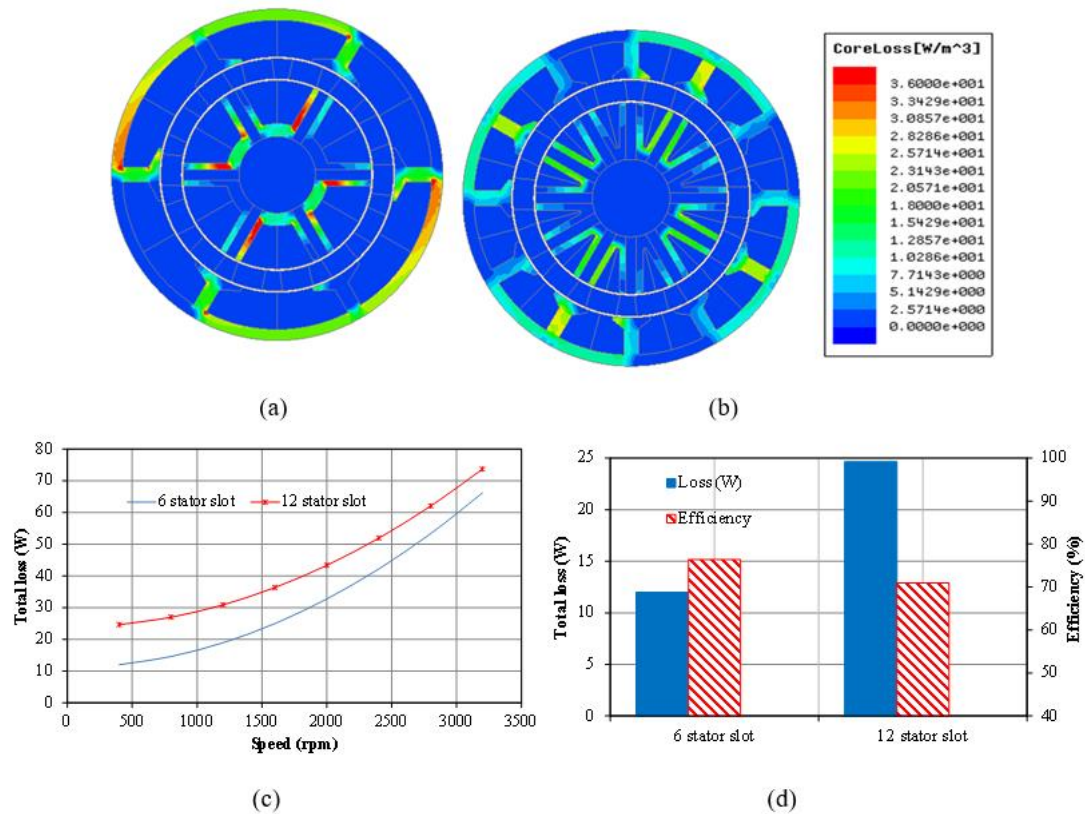 CoreLoss[W/m^3]
3.6000e+001
3.3429e+001
3.0857e+001
2.8286e+001
2.5714e+001
2.3143e+001
2.0571e+001
1.8000e+001
1.5429e+001
1.2857e+001
1.0286e+001
7.7143e+000
5.1429e+000
2.5714e+000
0.0000e+000
(a)
(b)
80
70
60
50
40
30
20
10
0
Total loss (W)
6 stator slot
12 stator slot
0
500
1000
1500
2000
2500
3000
3500
Speed (rpm)
(c)
25
20
15
10
5
0
Total loss (W)
Loss (W)
Efficiency
100
90
80
70
60
50
40
Efficiency (%)
6 stator slot
12 stator slot
(d)